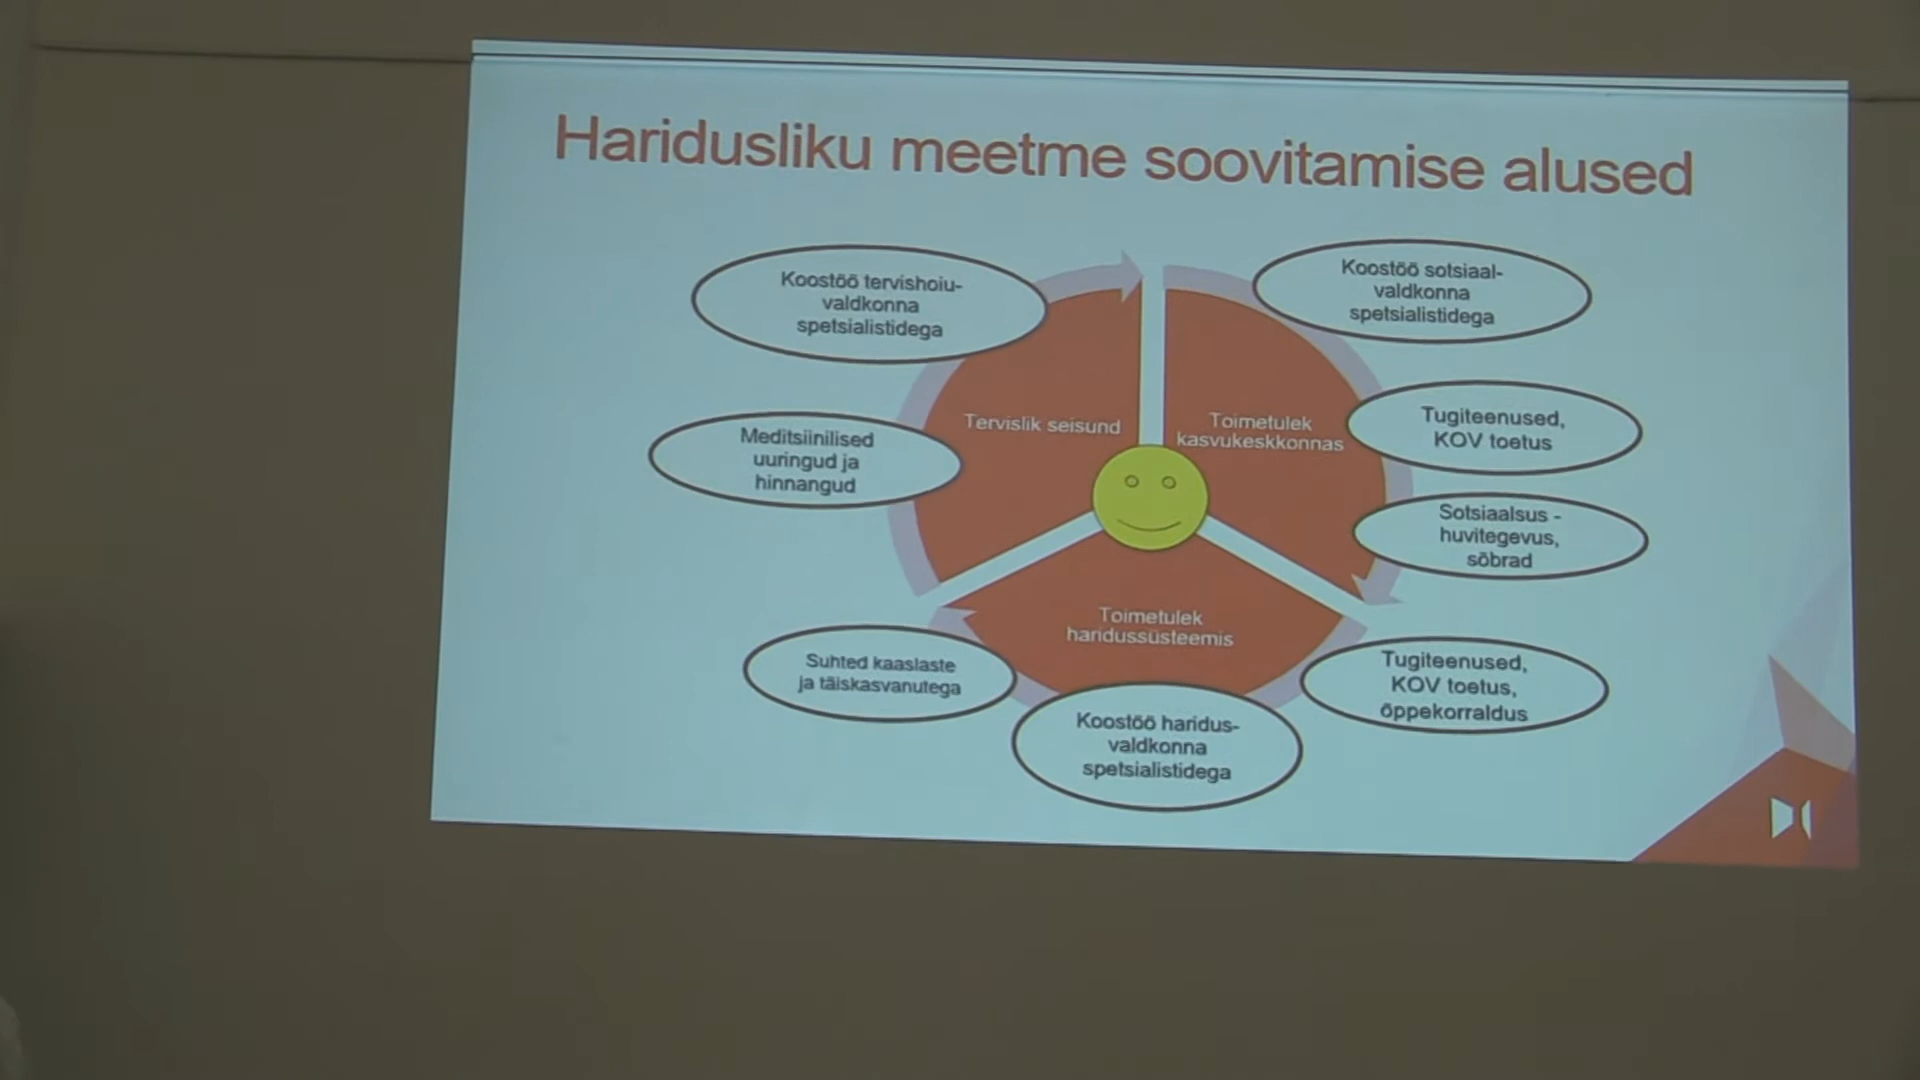 Haridusliku meetme soovitamise alused
Koostöö tervishoiu-
valdkonna
spetsialistidega
Koostöö sotsiaal-
valdkonna
spetsialistidega
Meditsiinilised
uuringud ja
hinnangud
Tervislik seisund
Toimetulek
kasvukeskkonnas
Tugiteenused,
KOV toetus
Sotsiaalsus -
huvitegevus,
sõbrad
Toimetulek
haridussüsteemis
Suhted kaaslaste
ja täiskasvanutega
Koostöö haridus-
valdkonna
spetsialistidega
Tugiteenused,
KOV toetus,
õppekorraldus